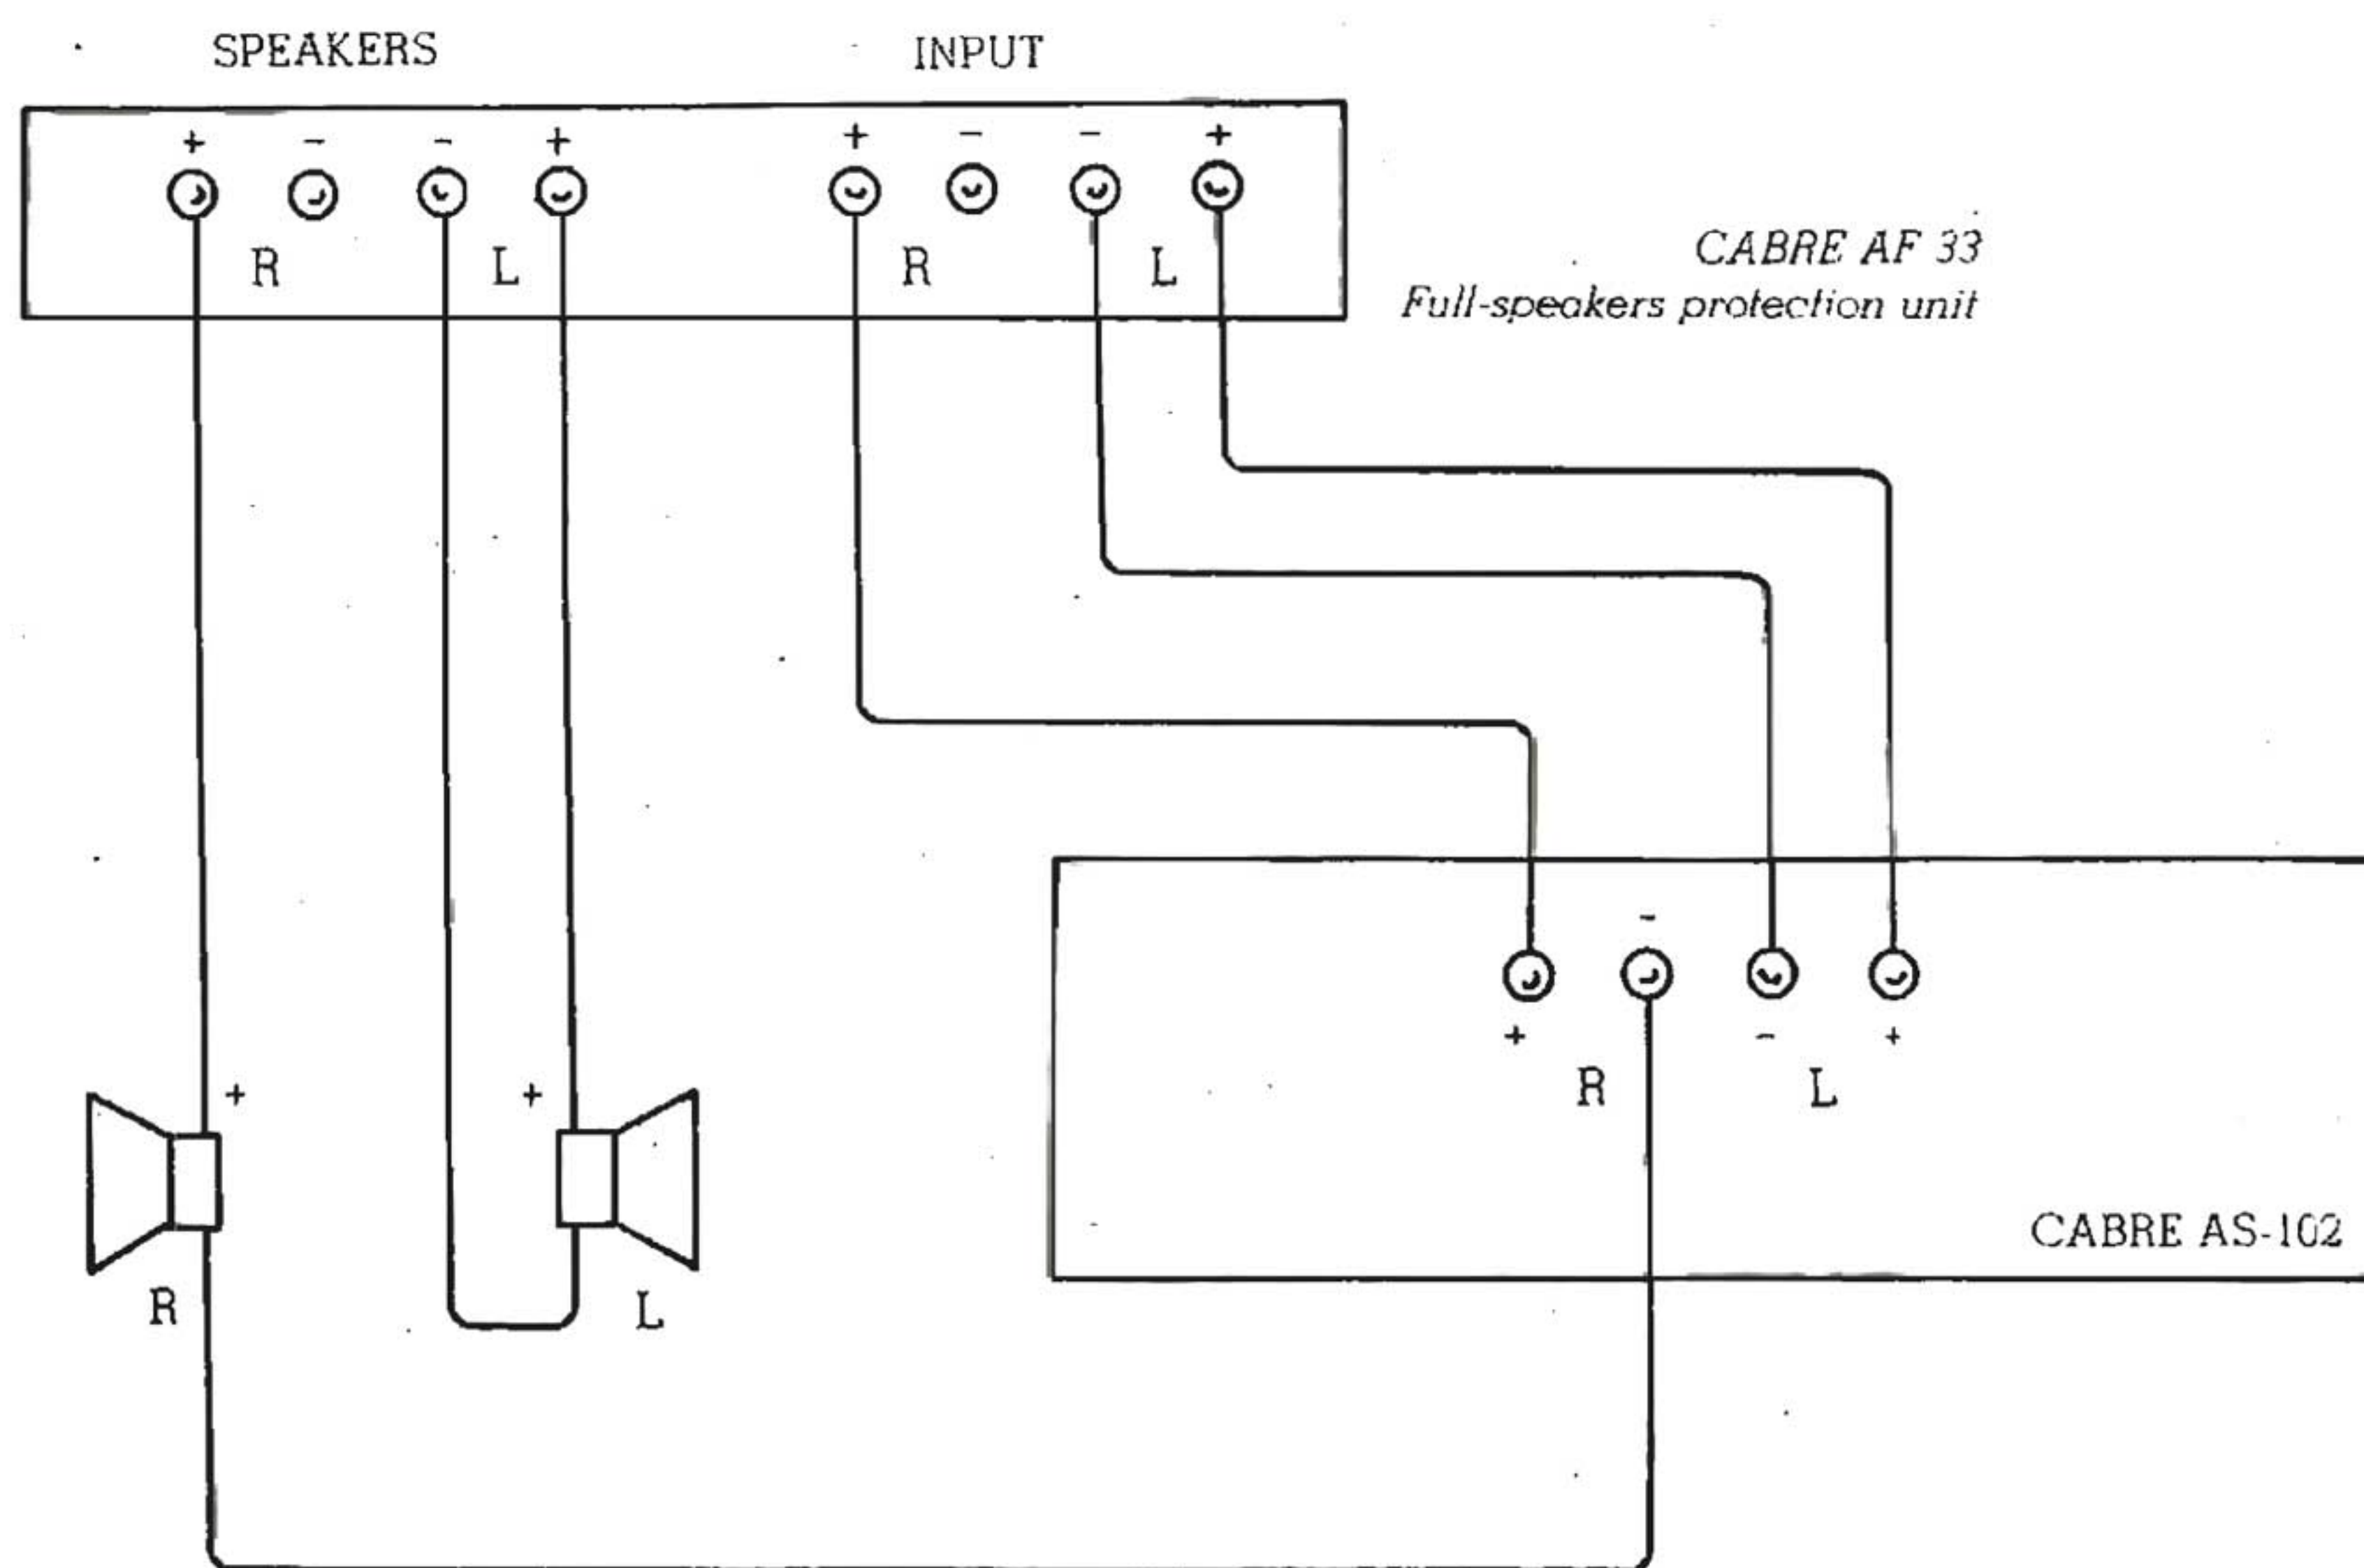 SPEAKERS INPUT
+ - - + + - - +
R L R L
CABRE AF 33
Full-speakers protection unit
-
+ - +
R L
+ +
R L
CABRE AS-102